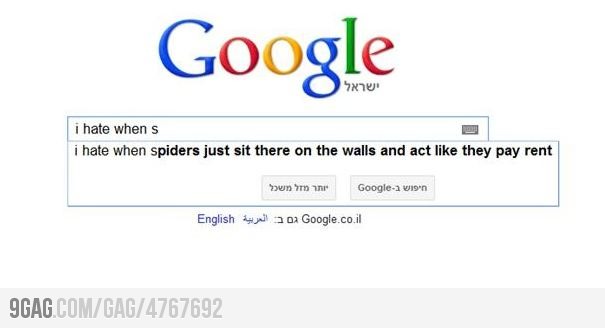 Google
ישראל
i hate when s
i hate when spiders just sit there on the walls and act like they pay rent
חיפוש ב-Google יותר מזל משכל
Google.co.il גם ב: العربية English
9GAG.COM/GAG/4767692